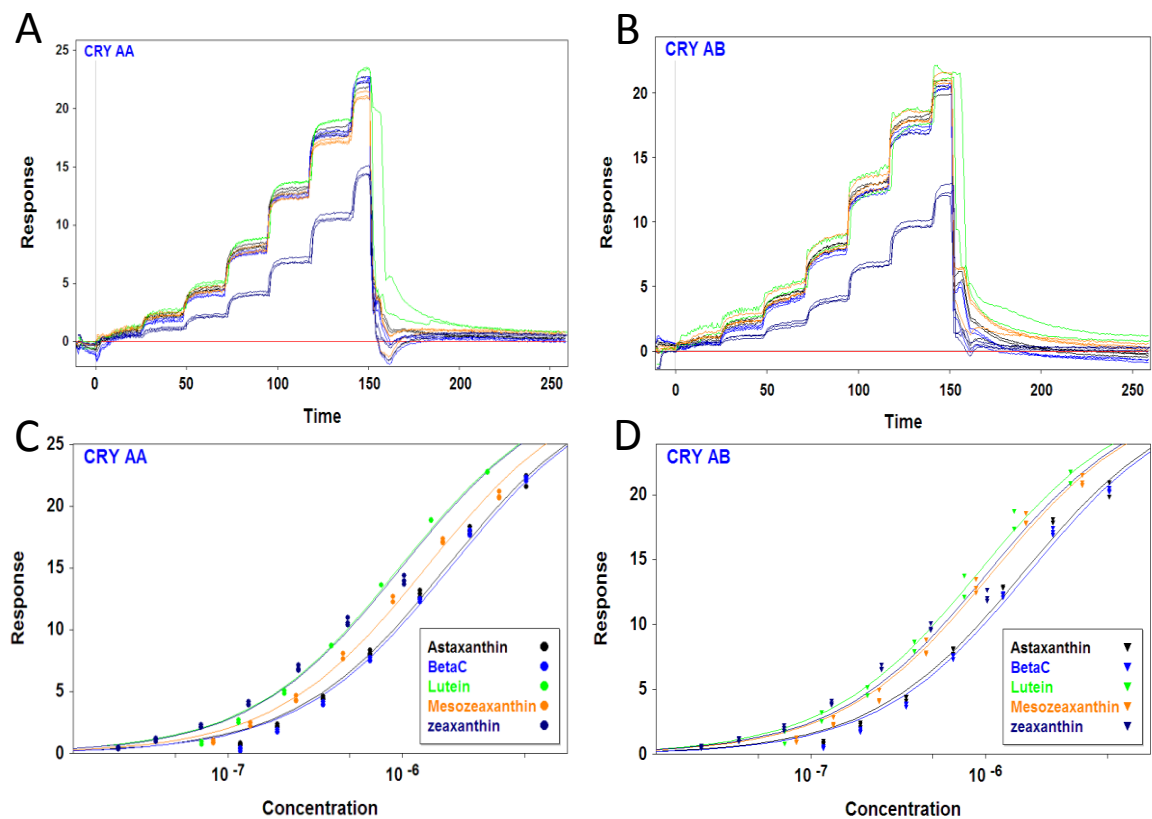 A
CRY AA
25
20
15
10
5
0
Response
0
50
100
150
200
250
Time
B
CRY AB
20
15
10
5
0
Response
0
50
100
150
200
250
Time
C
CRY AA
25
20
15
10
5
0
Response
Astaxanthin
BetaC
Lutein
Mesozeaxanthin
zeaxanthin
10 -7
10 -6
Concentration
D
CRY AB
20
15
10
5
0
Response
Astaxanthin
BetaC
Lutein
Mesozeaxanthin
zeaxanthin
10 -7
10 -6
Concentration